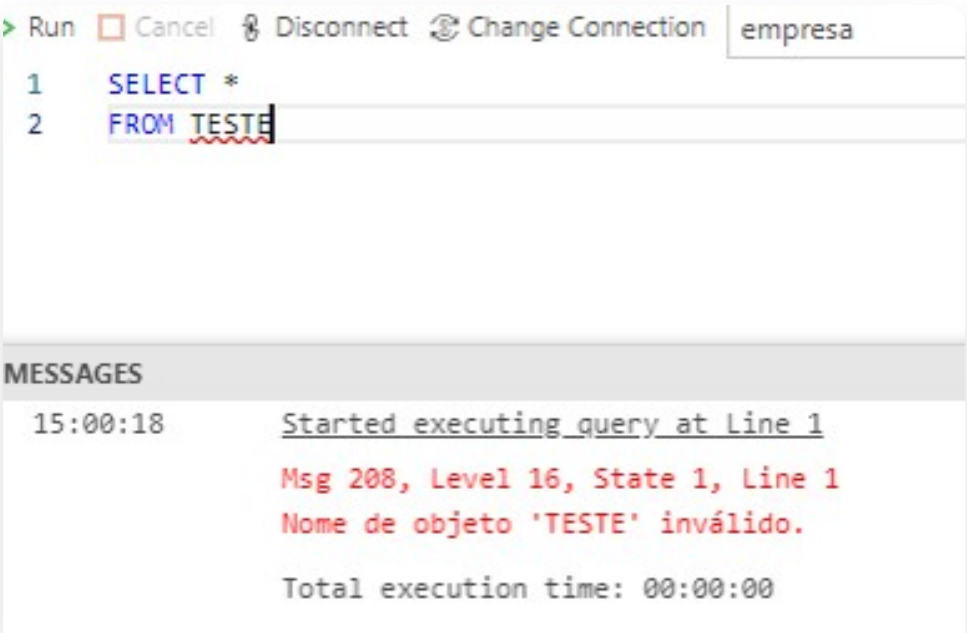 Run Cancel Disconnect Change Connection empresa
1 SELECT *
2 FROM TESTE
MESSAGES
15:00:18 Started executing query at Line 1
Msg 208, Level 16, State 1, Line 1
Nome de objeto 'TESTE' inválido.
Total execution time: 00:00:00